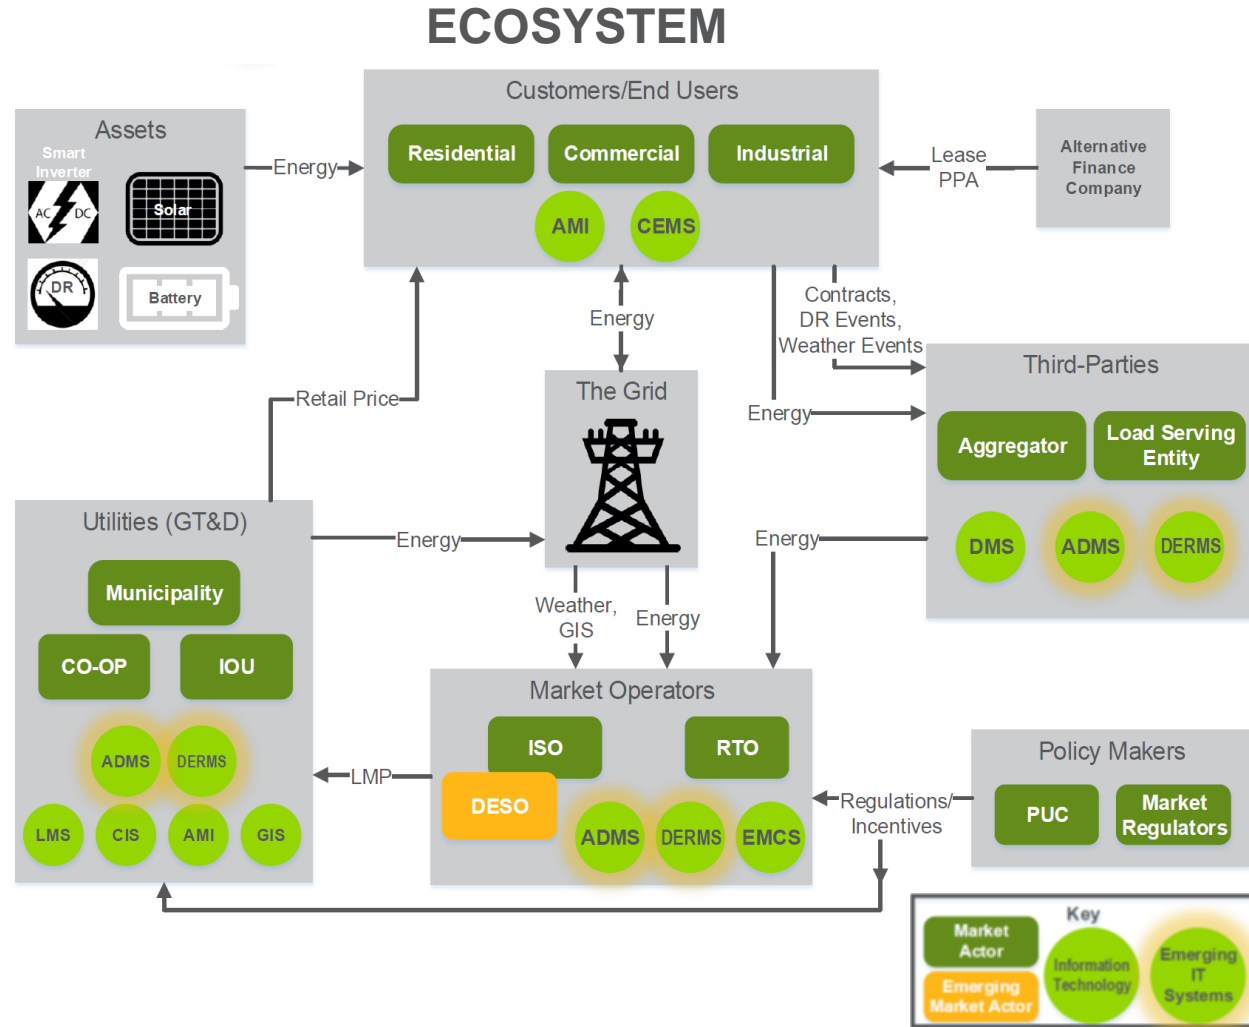 ECOSYSTEM
Customers/End Users
Residential
Commercial
Industrial
AMI
CEMS
Assets
Smart
Inverter
AC
DC
Solar
DR
Battery
Energy
Lease
PPA
Alternative
Finance
Company
Energy
Contracts,
DR Events,
Weather Events
Retail Price
The Grid
Energy
Third-Parties
Aggregator
Load Serving
Entity
DMS
ADMS
DERMS
Utilities (GT&D)
Municipality
CO-OP
IOU
ADMS
DERMS
LMS
CIS
AMI
GIS
Energy
Energy
Weather,
GIS
Energy
Market Operators
ISO
RTO
DESO
ADMS
DERMS
EMCS
LMP
Regulations/
Incentives
Policy Makers
PUC
Market
Regulators
Key
Market
Actor
Emerging
Market Actor
Information
Technology
Emerging
IT
Systems